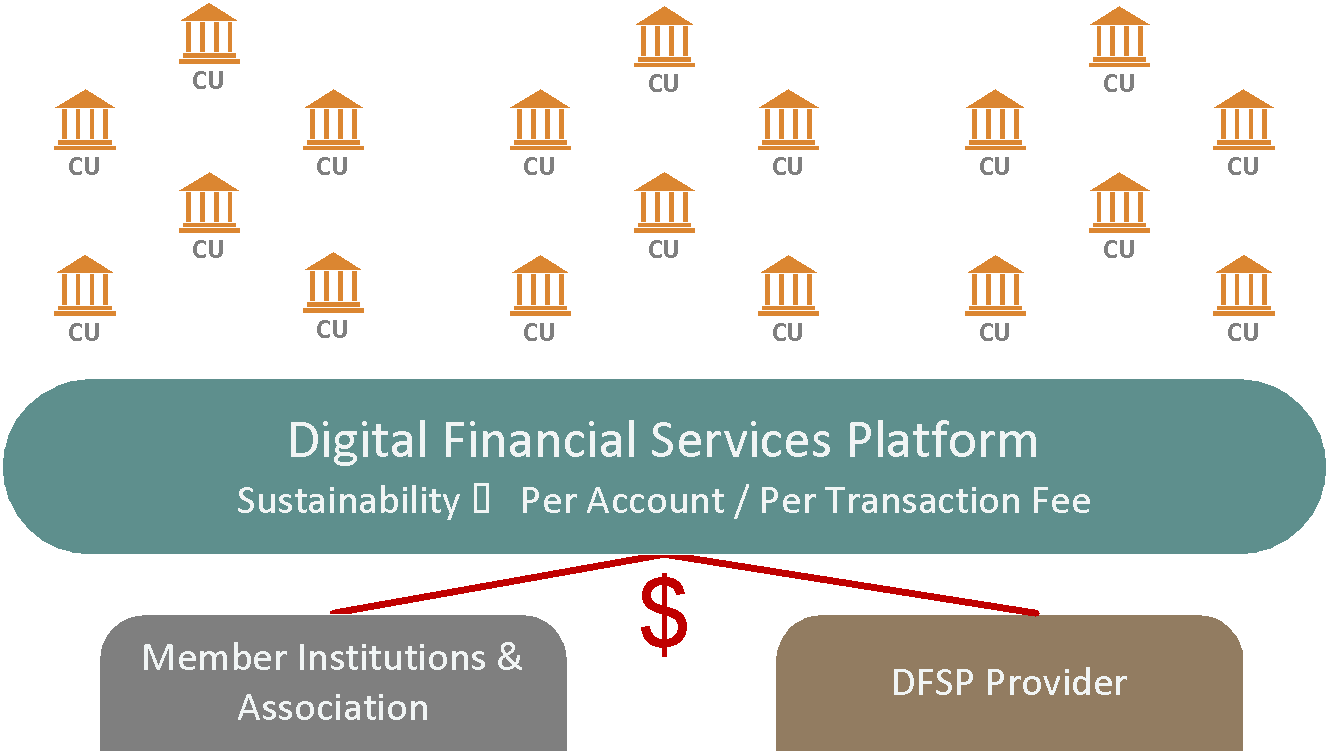 CU CU CU
CU CU CU CU CU CU
CU CU CU
CU CU CU CU CU CU
Digital Financial Services Platform
Sustainability Per Account / Per Transaction Fee
$
Member Institutions &
Association
DFSP Provider